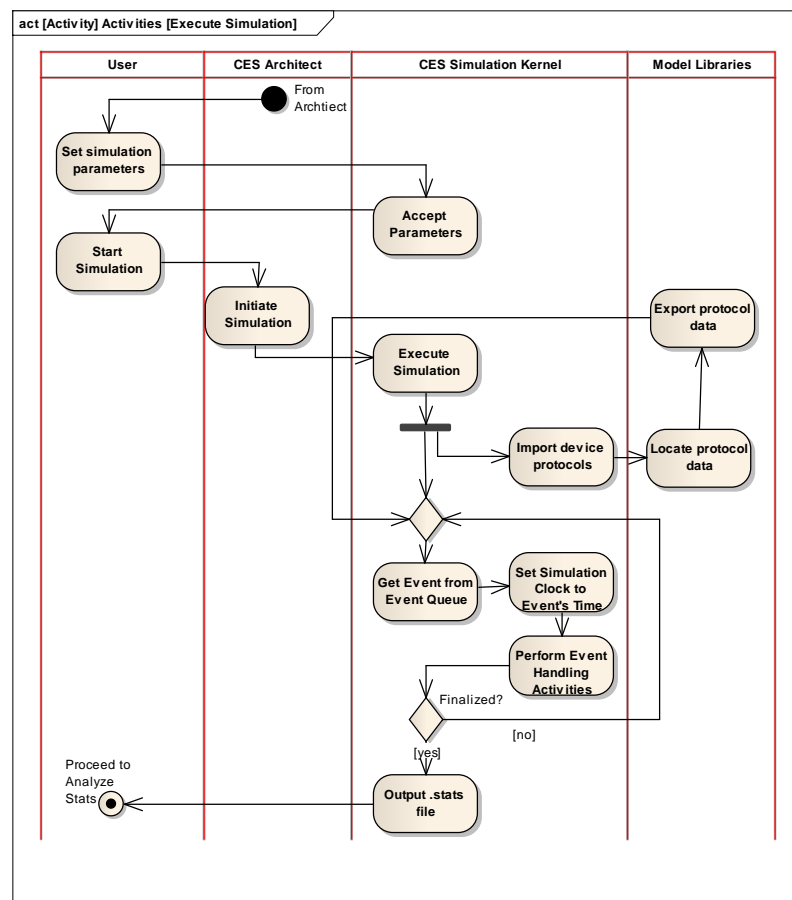 act [Activity] Activities [Execute Simulation]
User
CES Architect
CES Simulation Kernel
Model Libraries
From
Archtiect
Set simulation
parameters
Accept
Parameters
Start
Simulation
Initiate
Simulation
Export protocol
data
Execute
Simulation
Import device
protocols
Locate protocol
data
Get Event from
Event Queue
Set Simulation
Clock to
Event's Time
Perform Event
Handling
Activities
Finalized?
[no]
[yes]
Proceed to
Analyze
Stats
Output .stats
file